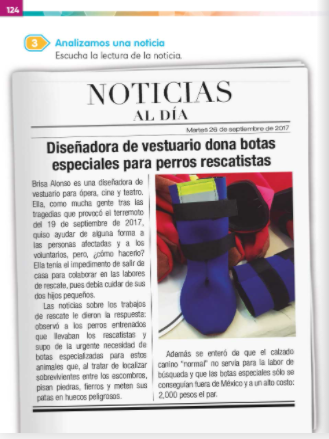 124
3 Analizamos una noticia
Escucha la lectura de la noticia.
NOTICIAS
AL DÍA
Martes 26 de septiembre de 2017
Diseñadora de vestuario dona botas
especiales para perros rescatistas
Brisa Alonso es una diseñadora de
vestuario para ópera, cine y teatro.
Ella, como mucha gente tras las
tragedias que provocó el terremoto
del 19 de septiembre de 2017,
quiso ayudar de alguna forma a
las personas afectadas y a los
voluntarios, pero, ¿cómo hacerlo?
Ella tenía el impedimento de salir de
casa para colaborar en las labores
de rescate, pues debía cuidar de sus
dos hijos pequeños.
Las noticias sobre los trabajos
de rescate le dieron la respuesta:
observó a los perros entrenados
que llevaban los rescatistas y
supo de la urgente necesidad de
botas especializadas para estos
animales que, al tratar de localizar
sobrevivientes entre los escombros,
pisan piedras, fierros y meten sus
patas en huecos peligrosos.
Además se enteró de que el calzado
canino "normal" no servía para la labor de
búsqueda y que las botas especiales sólo se
conseguían fuera de México y a un alto costo:
2,000 pesos el par.